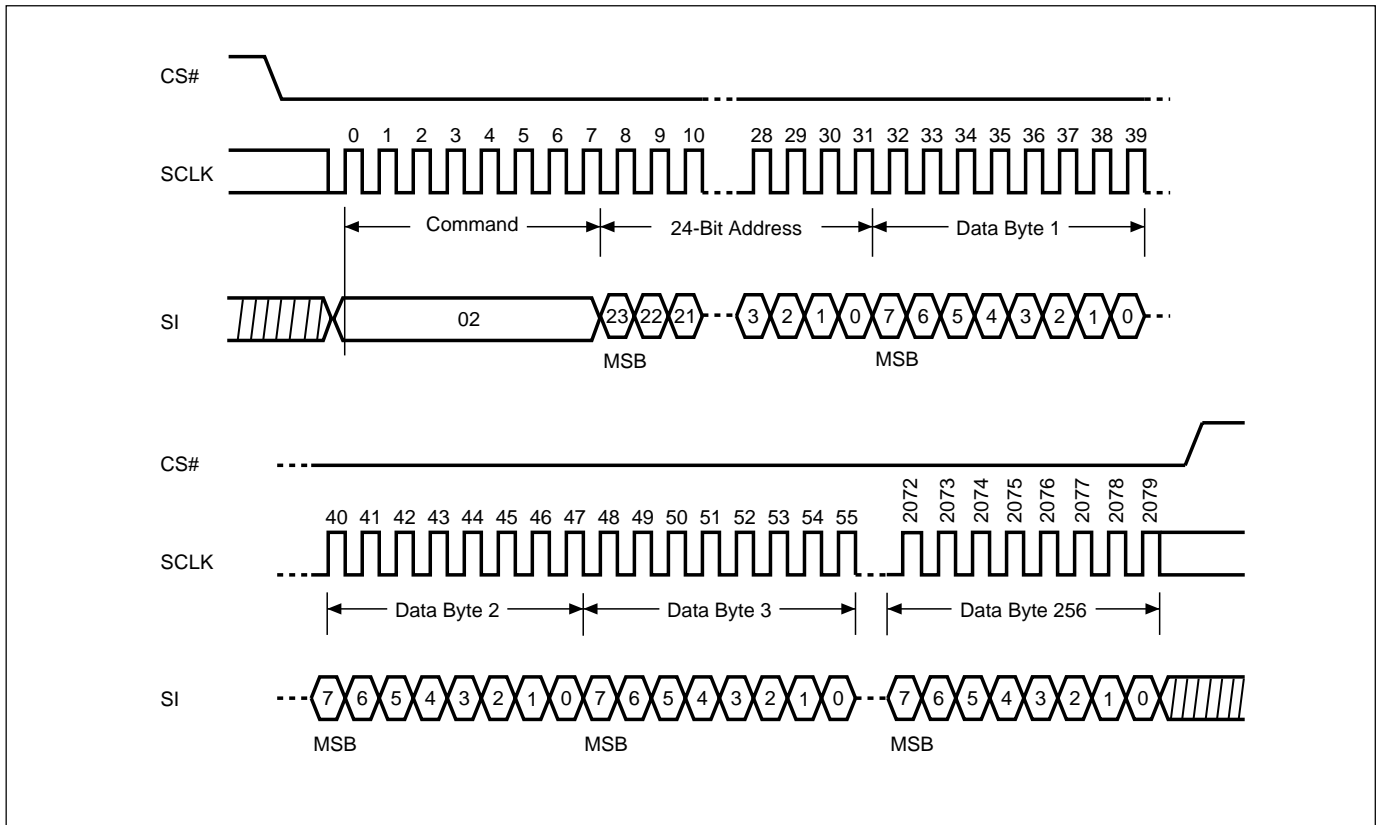 CS#
0 1 2 3 4 5 6 7 8 9 10 28 29 30 31 32 33 34 35 36 37 38 39
SCLK
Command 24-Bit Address Data Byte 1
SI 02 23 22 21 3 2 1 0 7 6 5 4 3 2 1 0
MSB MSB
CS#
40 41 42 43 44 45 46 47 48 49 50 51 52 53 54 55 2072 2073 2074 2075 2076 2077 2078 2079
SCLK
Data Byte 2 Data Byte 3 Data Byte 256
SI 7 6 5 4 3 2 1 0 7 6 5 4 3 2 1 0 7 6 5 4 3 2 1 0
MSB MSB MSB